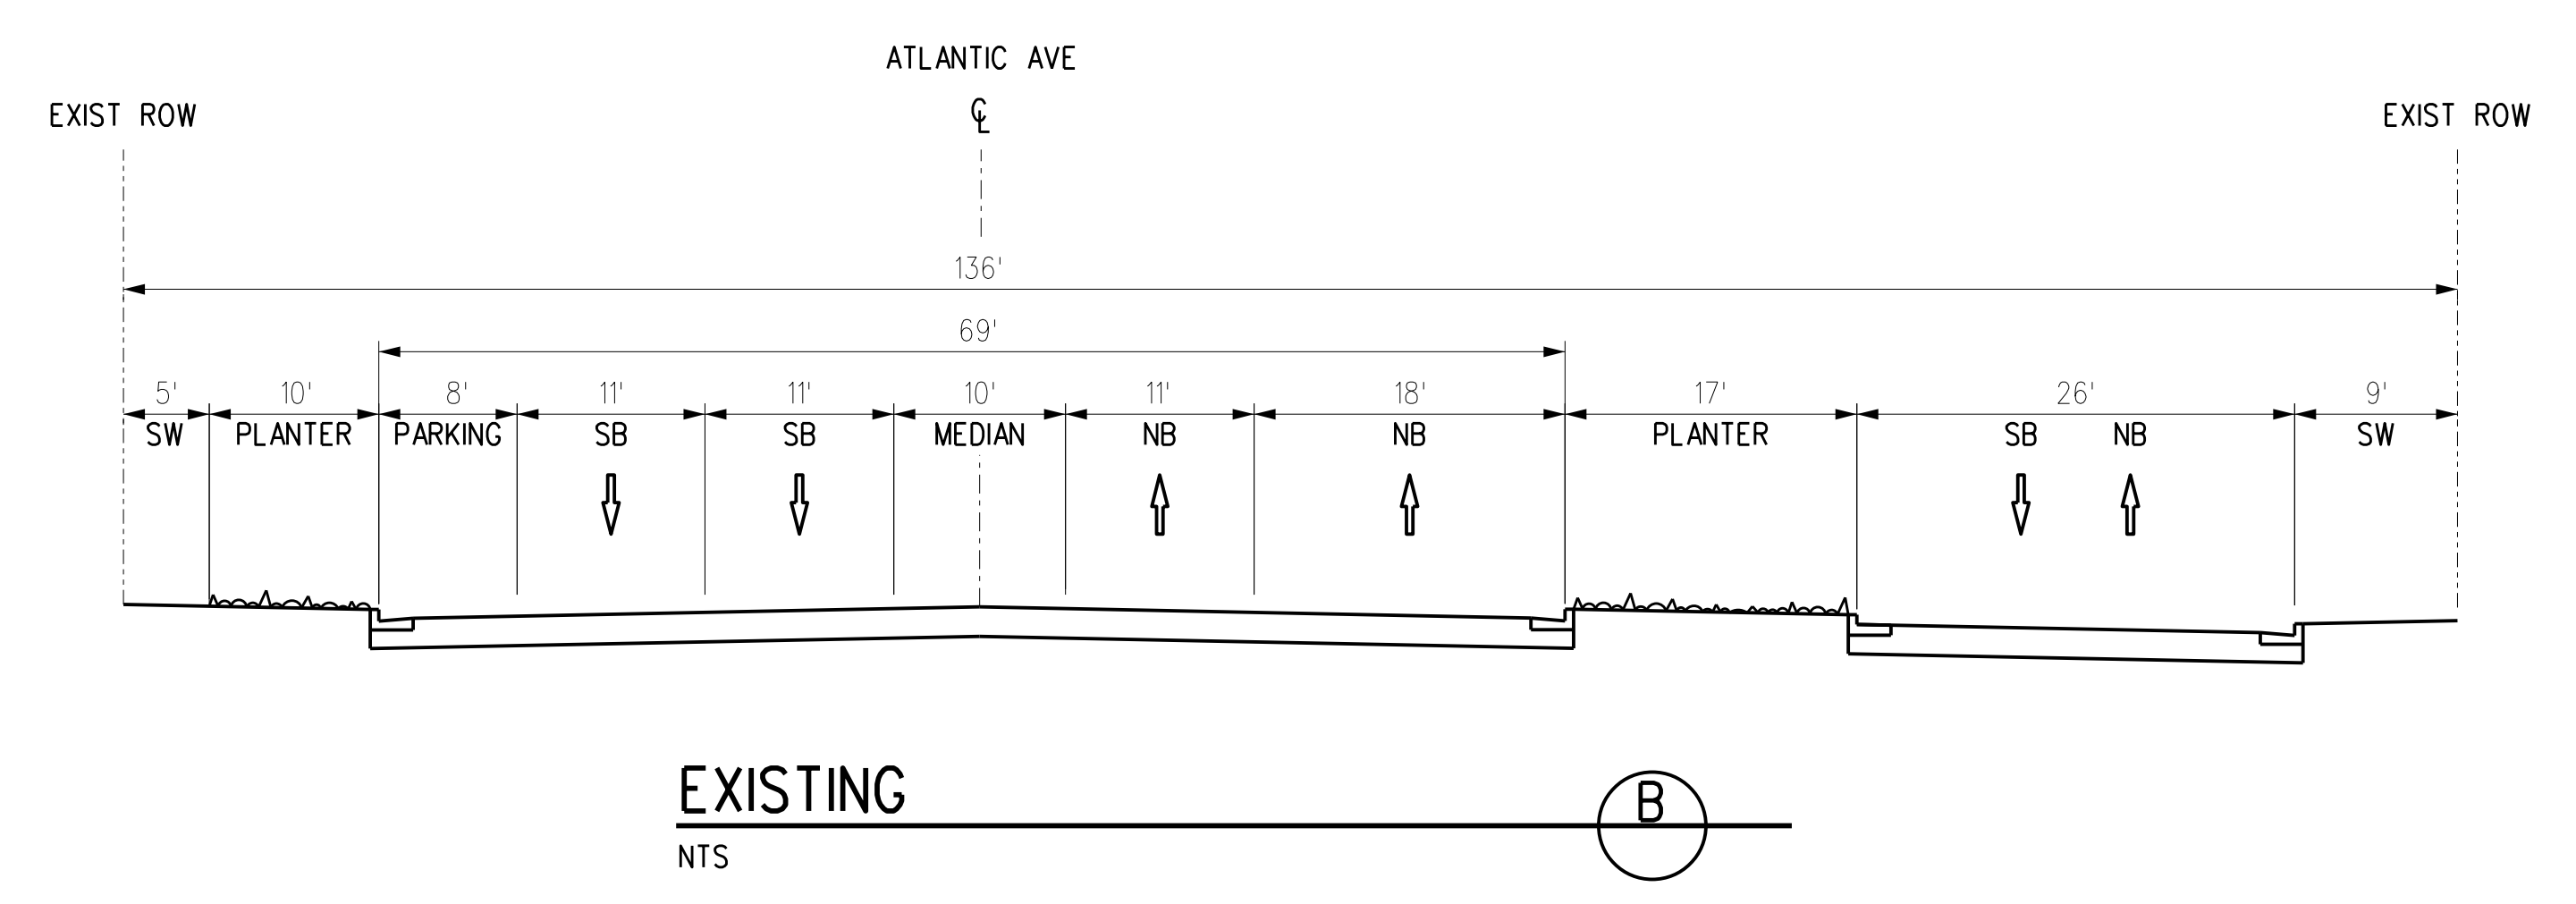 ATLANTIC AVE
EXIST ROW
℄
EXIST ROW
136'
69'
5' 10' 8' 11' 11' 10' 11' 18' 17' 26' 9'
SW PLANTER PARKING SB SB MEDIAN NB NB PLANTER SB NB SW
EXISTING
B
NTS